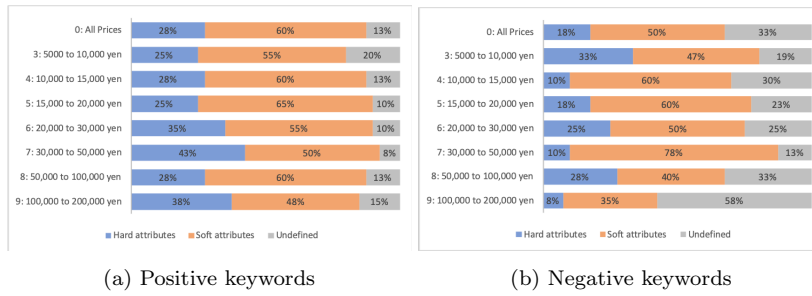 0: All Prices 28% 60% 13%
3: 5000 to 10,000 yen 25% 55% 20%
4: 10,000 to 15,000 yen 28% 60% 13%
5: 15,000 to 20,000 yen 25% 65% 10%
6: 20,000 to 30,000 yen 35% 55% 10%
7: 30,000 to 50,000 yen 43% 50% 8%
8: 50,000 to 100,000 yen 28% 60% 13%
9: 100,000 to 200,000 yen 38% 48% 15%
Hard attributes Soft attributes Undefined
(a) Positive keywords
0: All Prices 18% 50% 33%
3: 5000 to 10,000 yen 33% 47% 19%
4: 10,000 to 15,000 yen 10% 60% 30%
5: 15,000 to 20,000 yen 18% 60% 23%
6: 20,000 to 30,000 yen 25% 50% 25%
7: 30,000 to 50,000 yen 10% 78% 13%
8: 50,000 to 100,000 yen 28% 40% 33%
9: 100,000 to 200,000 yen 8% 35% 58%
Hard attributes Soft attributes Undefined
(b) Negative keywords